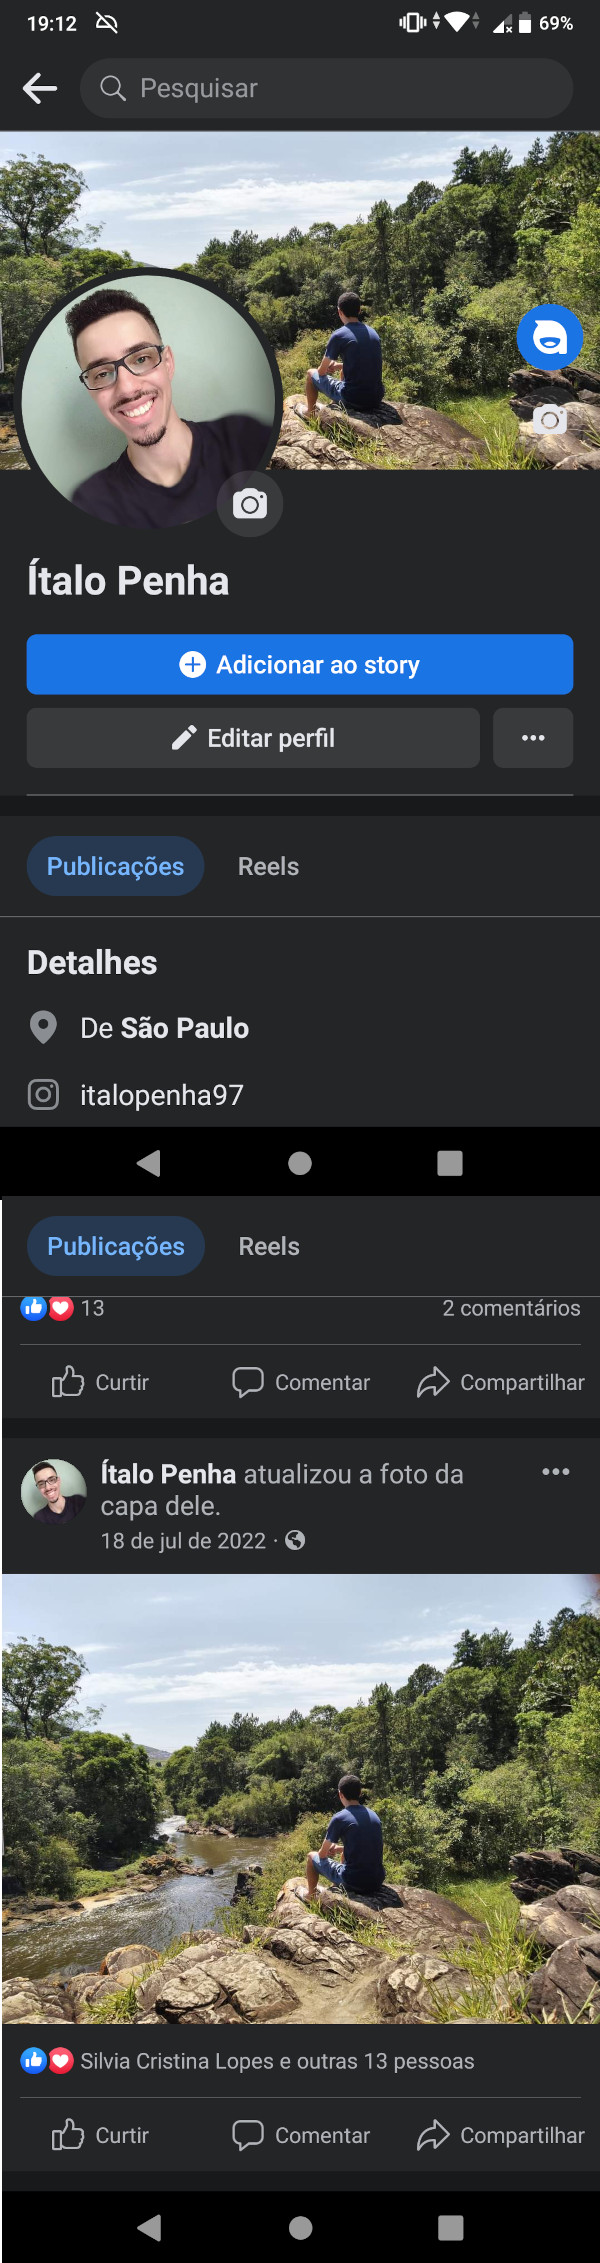 19:12
69%
Pesquisar
Ítalo Penha
Adicionar ao story
Editar perfil
Publicações Reels
Detalhes
De São Paulo
italopenha97
Publicações Reels
13 2 comentários
Curtir Comentar Compartilhar
Ítalo Penha atualizou a foto da
capa dele.
18 de jul de 2022 ·
Silvia Cristina Lopes e outras 13 pessoas
Curtir Comentar Compartilhar